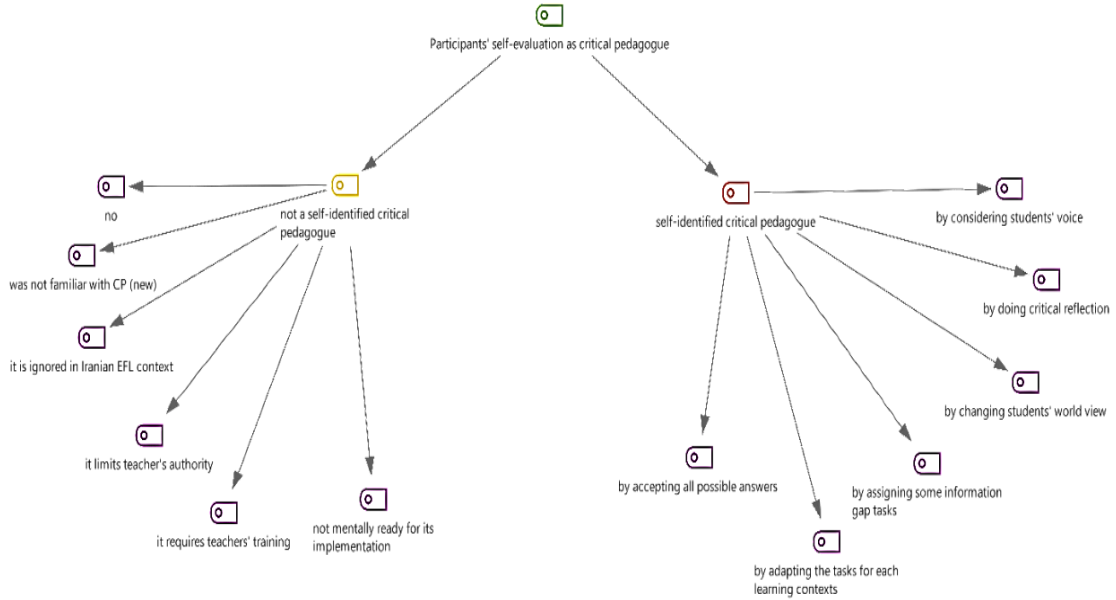 Participants' self-evaluation as critical pedagogue
no
not a self-identified critical
pedagogue
was not familiar with CP (new)
it is ignored in Iranian EFL context
it limits teacher's authority
it requires teachers' training
not mentally ready for its
implementation
self-identified critical pedagogue
by considering students' voice
by doing critical reflection
by changing students' world view
by assigning some information
gap tasks
by accepting all possible answers
by adapting the tasks for each
learning contexts